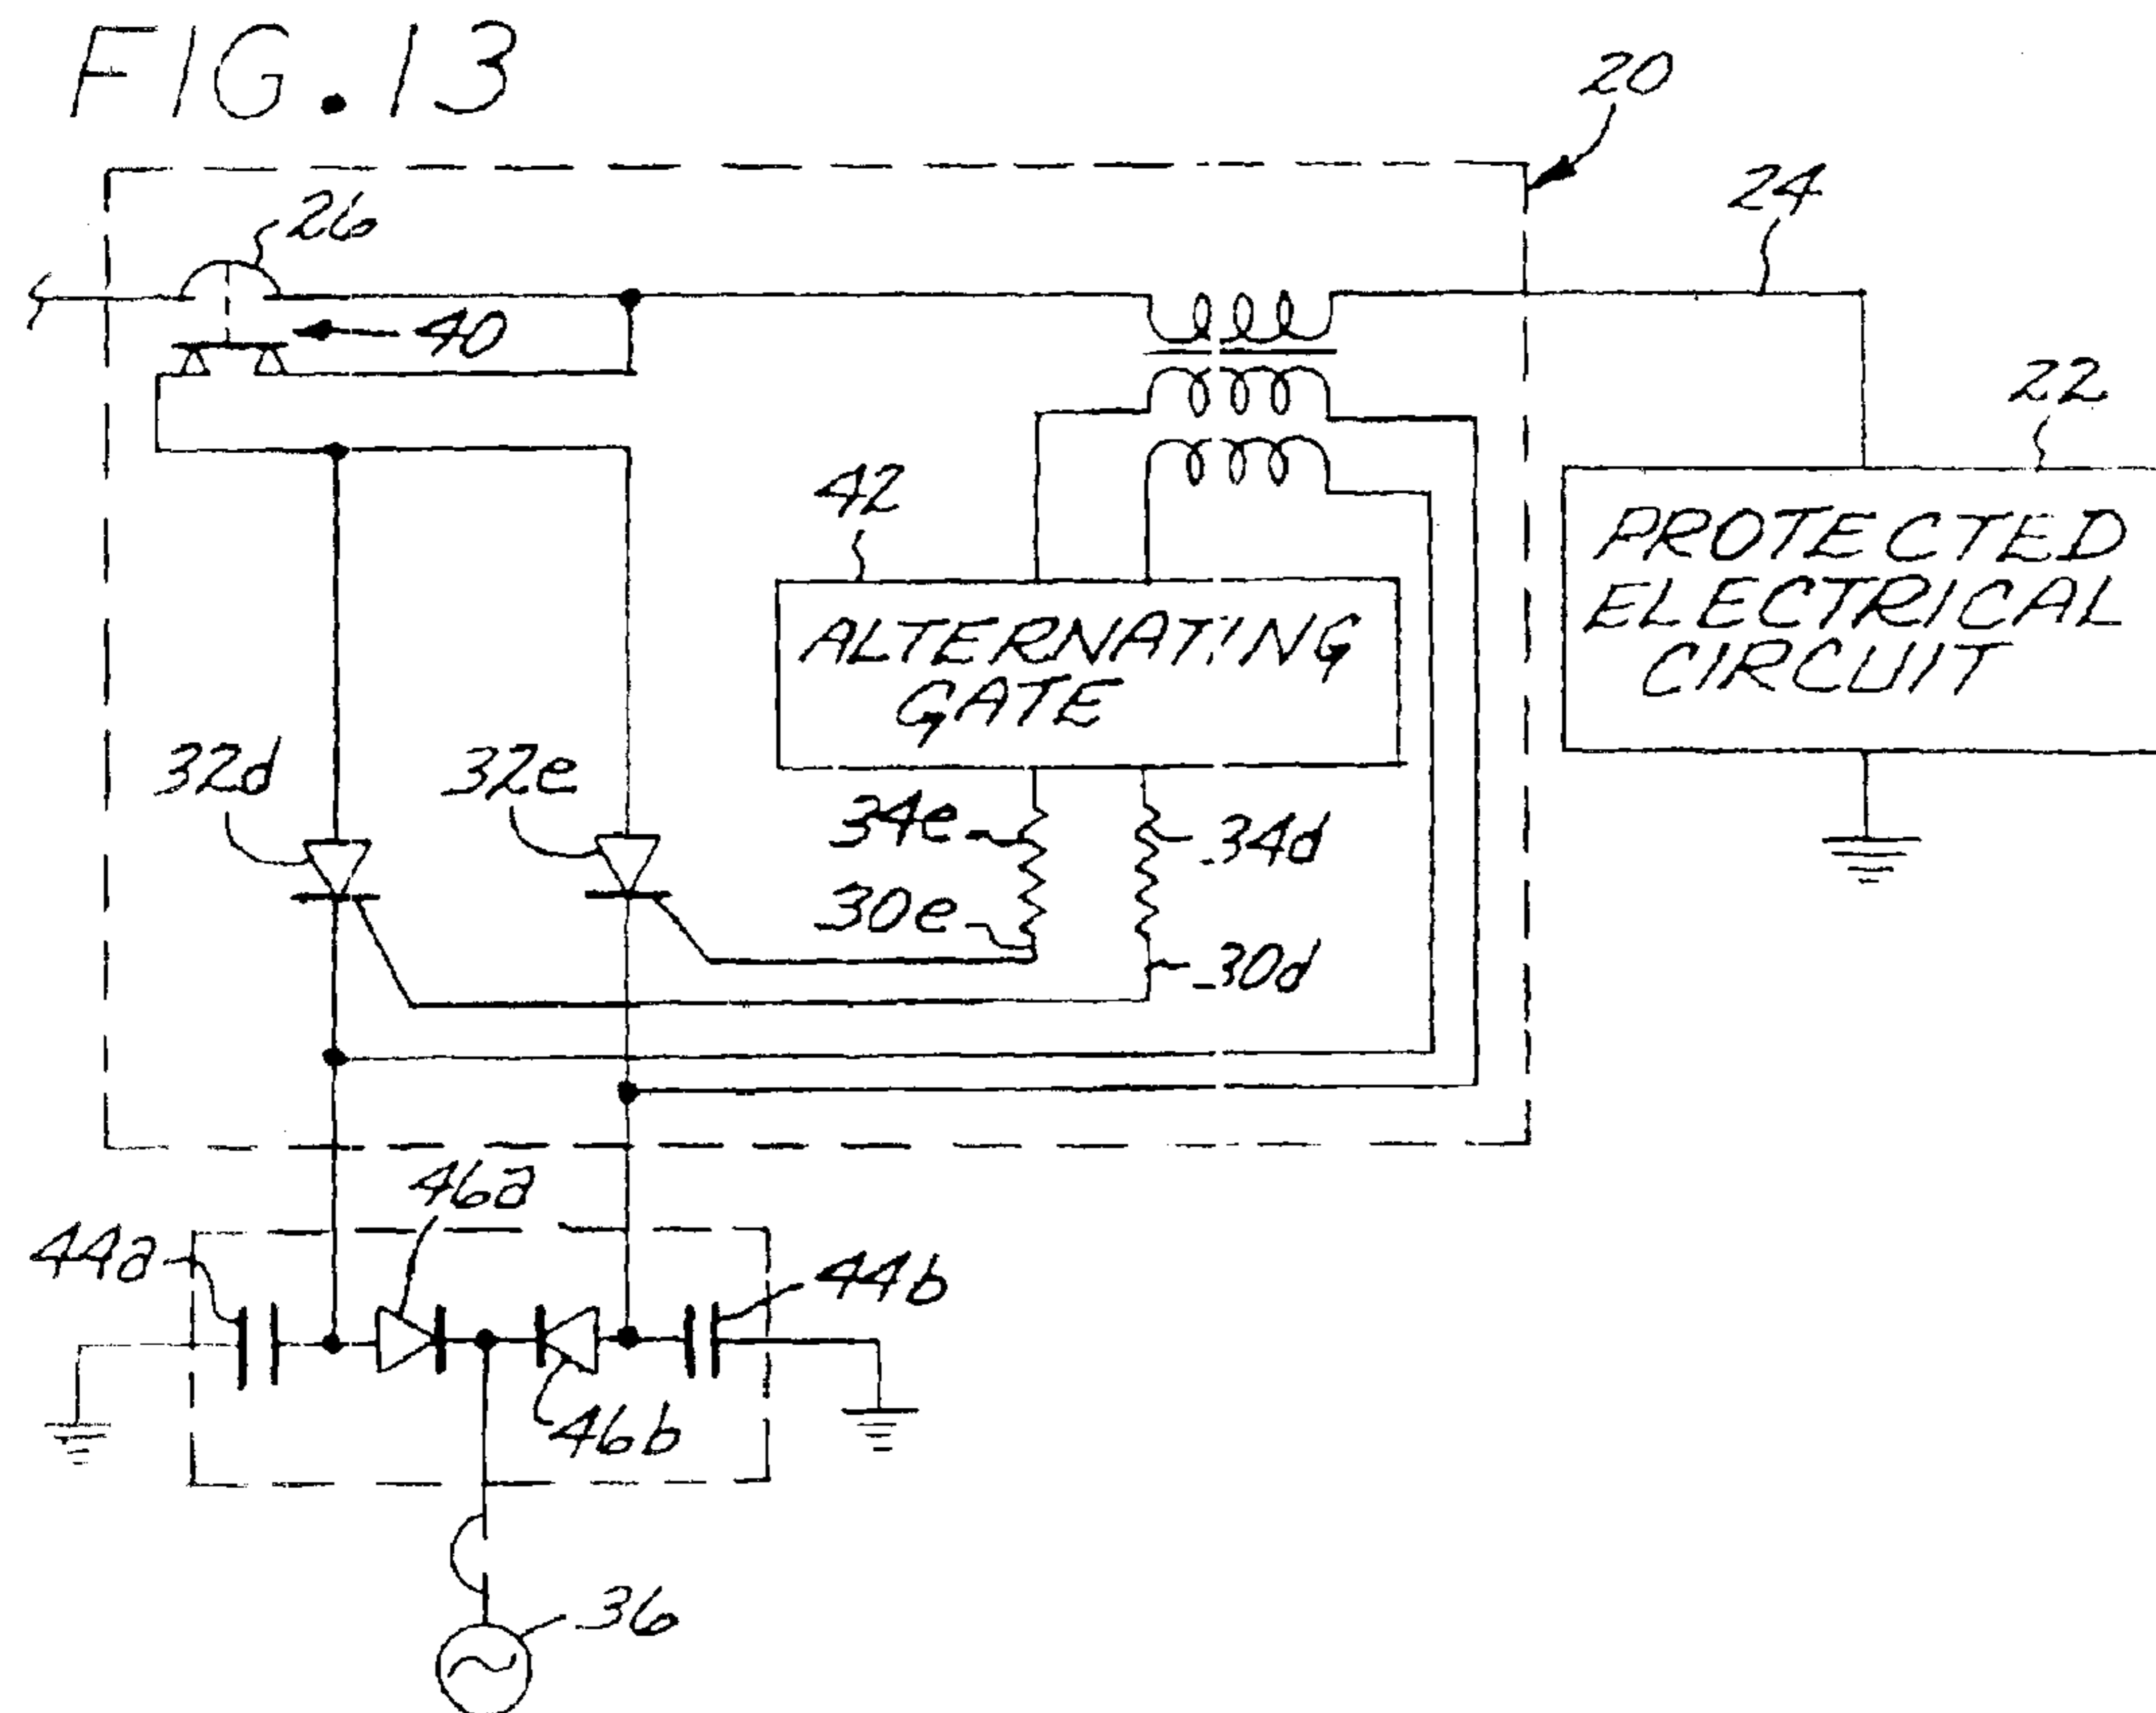 FIG. 13
20
24
26
40
22
42
PROTECTED
ELECTRICAL
CIRCUIT
ALTERNATING
GATE
32d
32e
34e
34d
30e
30d
46a
44a
44b
46b
36